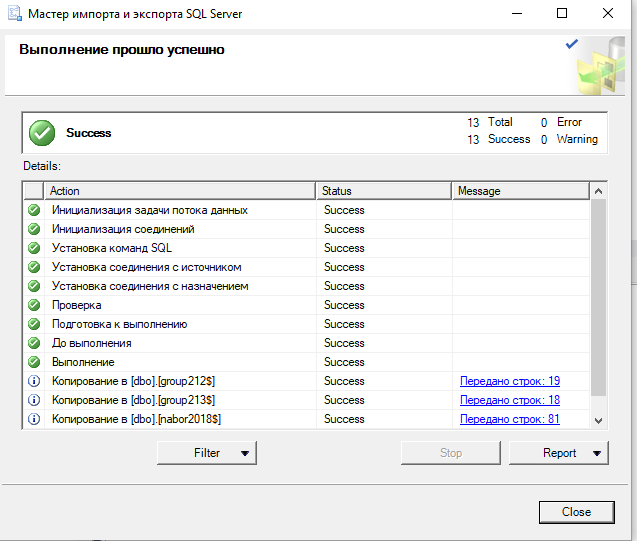 Мастер импорта и экспорта SQL Server
Выполнение прошло успешно
Success
13 Total 0 Error
13 Success 0 Warning
Details:
Action Status Message
Инициализация задачи потока данных Success
Инициализация соединений Success
Установка команд SQL Success
Установка соединения с источником Success
Установка соединения с назначением Success
Проверка Success
Подготовка к выполнению Success
До выполнения Success
Выполнение Success
Копирование в [dbo].[group212$] Success Передано строк: 19
Копирование в [dbo].[group213$] Success Передано строк: 18
Копирование в [dbo].[nabor2018$] Success Передано строк: 81
Filter Stop Report
Close